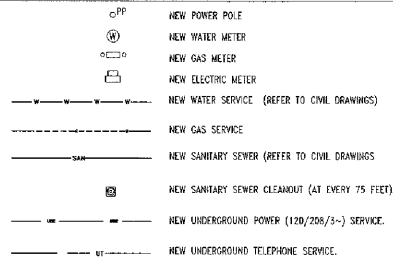 PP NEW POWER POLE
W NEW WATER METER
NEW GAS METER
NEW ELECTRIC METER
W W W W NEW WATER SERVICE (REFER TO CIVIL DRAWINGS)
NEW GAS SERVICE
SAN NEW SANITARY SEWER (REFER TO CIVIL DRAWINGS
NEW SANITARY SEWER CLEANOUT (AT EVERY 75 FEET)
NEW UNDERGROUND POWER (120/208/3~) SERVICE.
UT NEW UNDERGROUND TELEPHONE SERVICE.